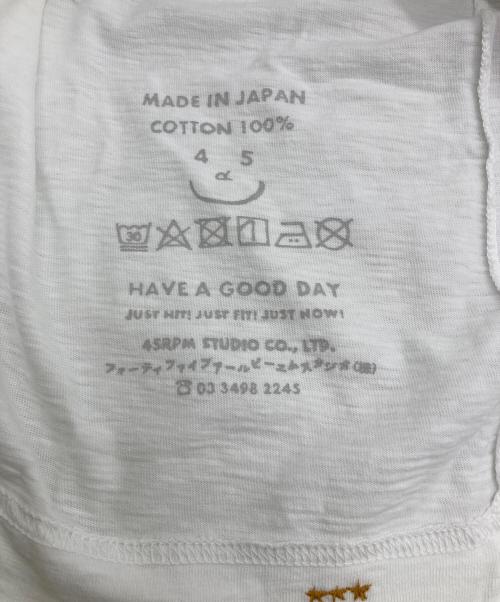 MADE IN JAPAN
COTTON 100%
4 5
α
30
HAVE A GOOD DAY
JUST HIT! JUST FIT! JUST NOW!
45RPM STUDIO CO., LTD.
フォーティファイブアールピーエムスタジオ(株)
☎ 03 3498 2245